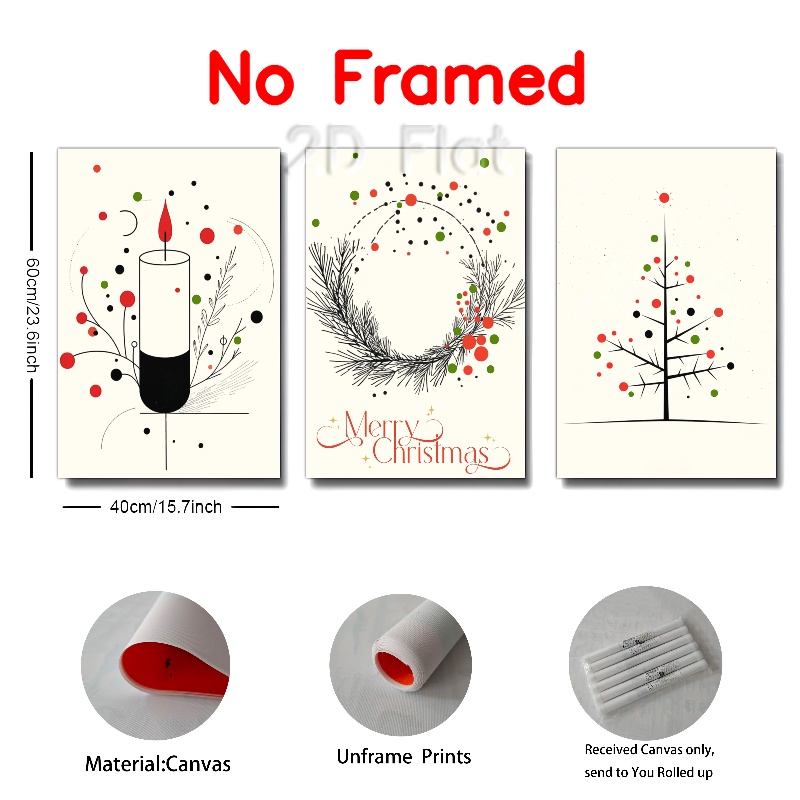 No Framed
2D Flat
60cm/23.6inch
Merry
Christmas
40cm/15.7inch
Material:Canvas
Unframe Prints
Received Canvas only,
send to You Rolled up